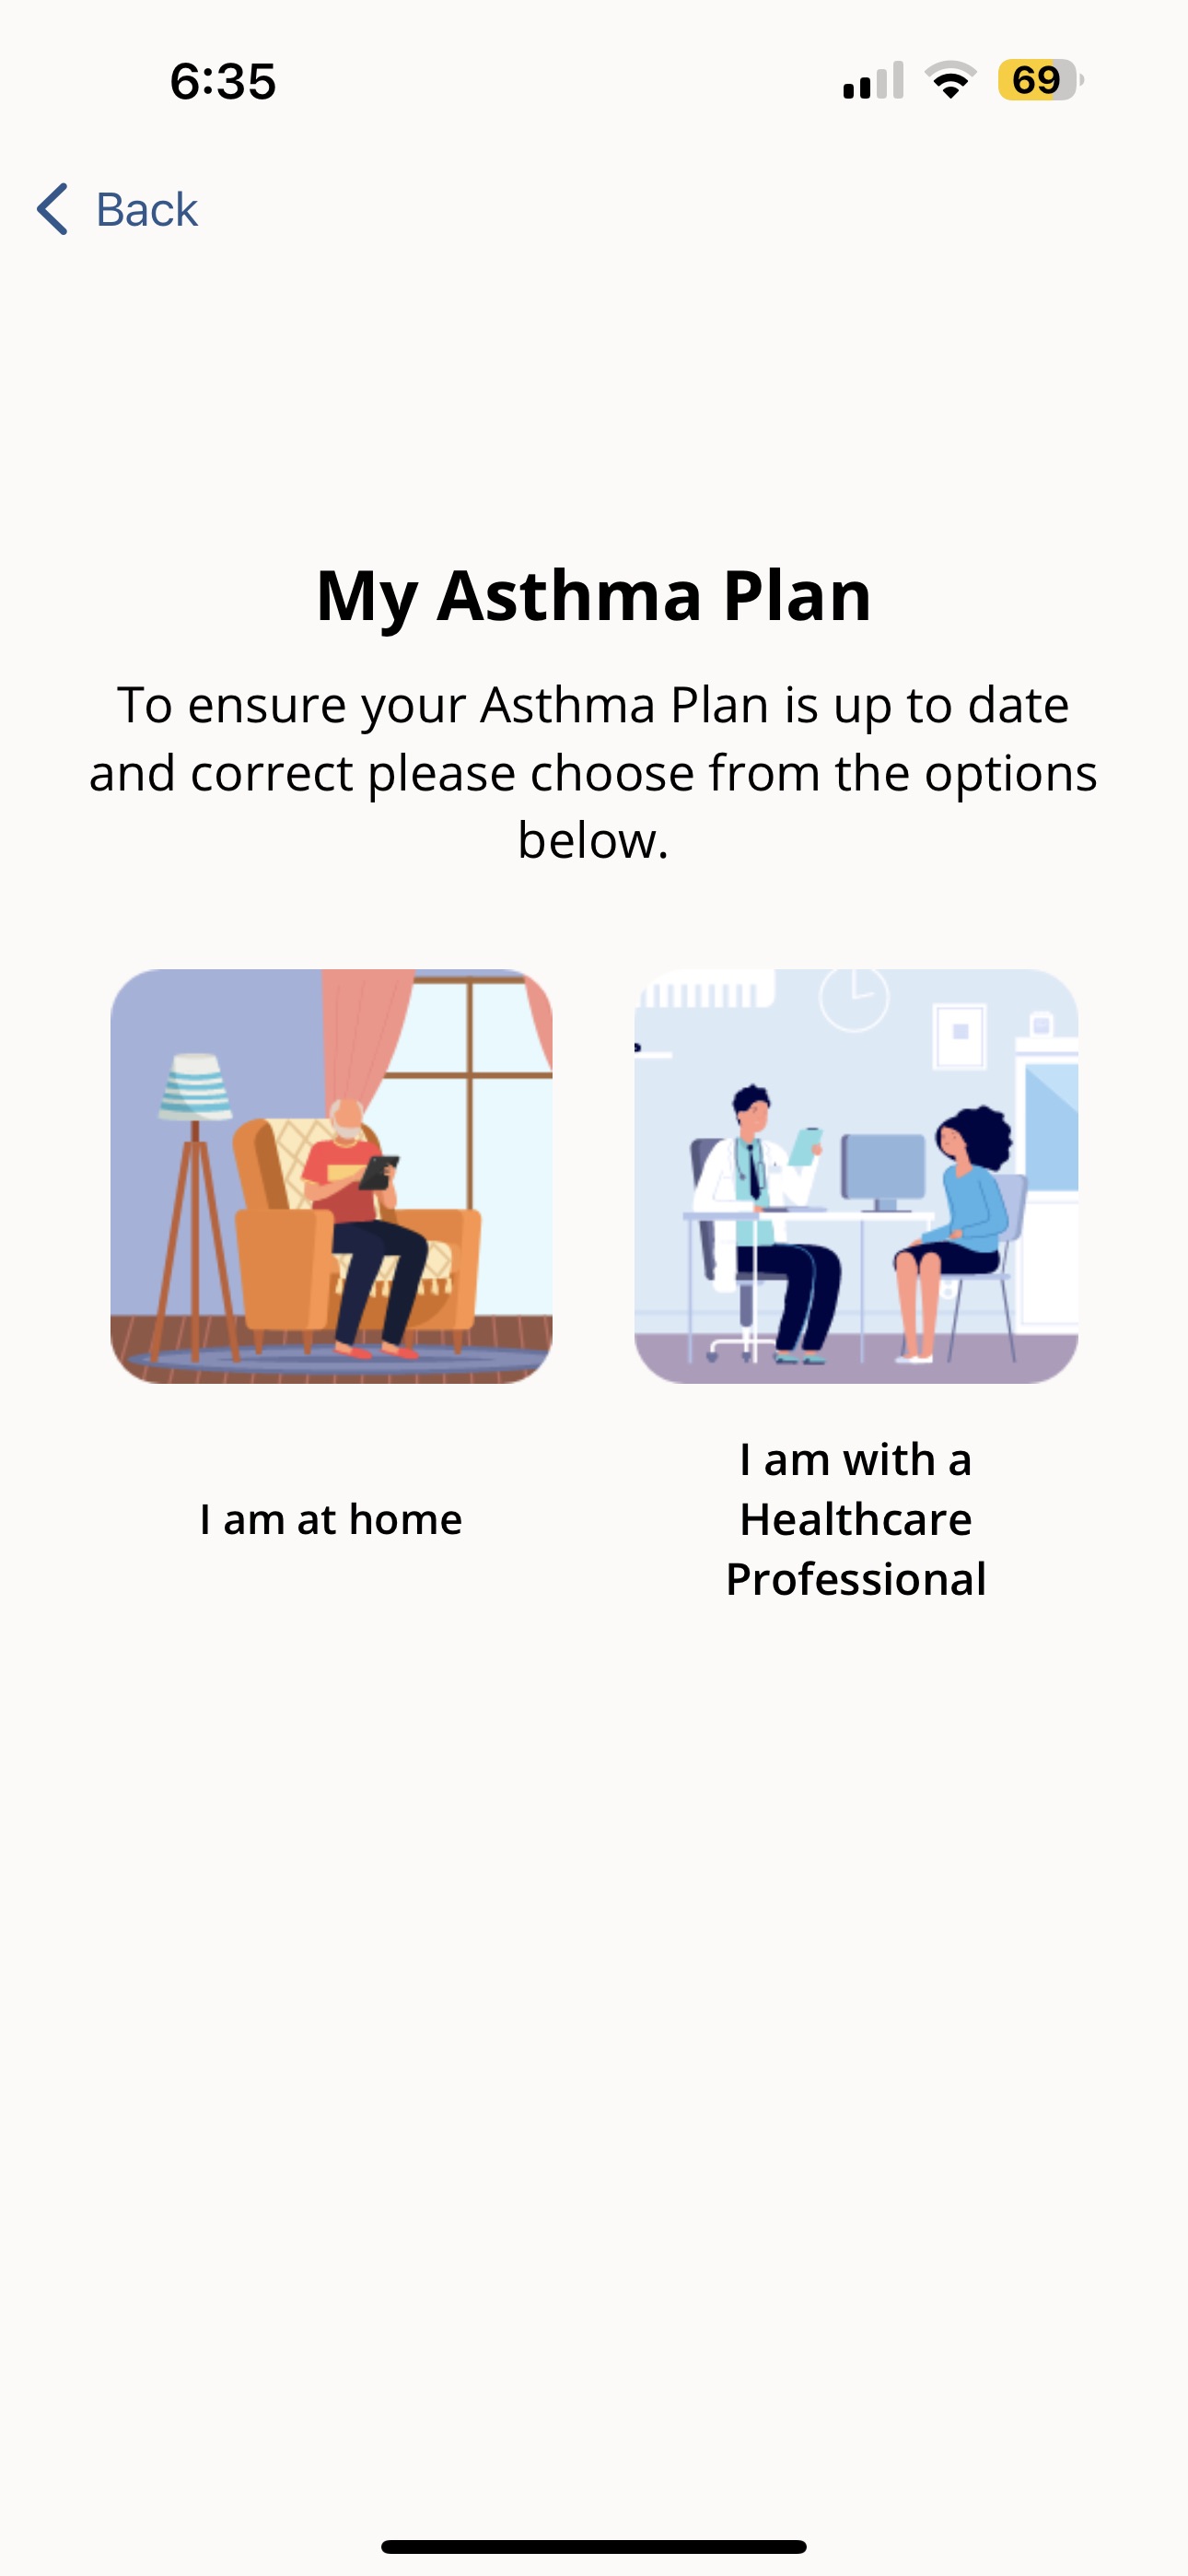 6:35
69
Back
My Asthma Plan
To ensure your Asthma Plan is up to date
and correct please choose from the options
below.
I am at home
I am with a
Healthcare
Professional